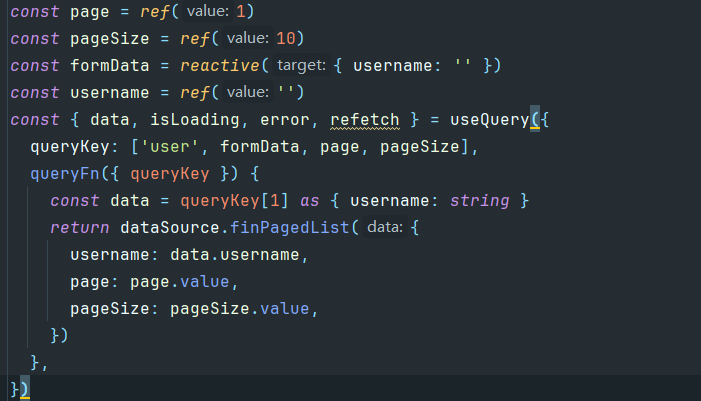 const page = ref( value: 1)
const pageSize = ref( value: 10)
const formData = reactive( target: { username: '' })
const username = ref( value: '')
const { data, isLoading, error, refetch } = useQuery({
  queryKey: ['user', formData, page, pageSize],
  queryFn({ queryKey }) {
    const data = queryKey[1] as { username: string }
    return dataSource.finPagedList( data: {
      username: data.username,
      page: page.value,
      pageSize: pageSize.value,
    })
  },
})